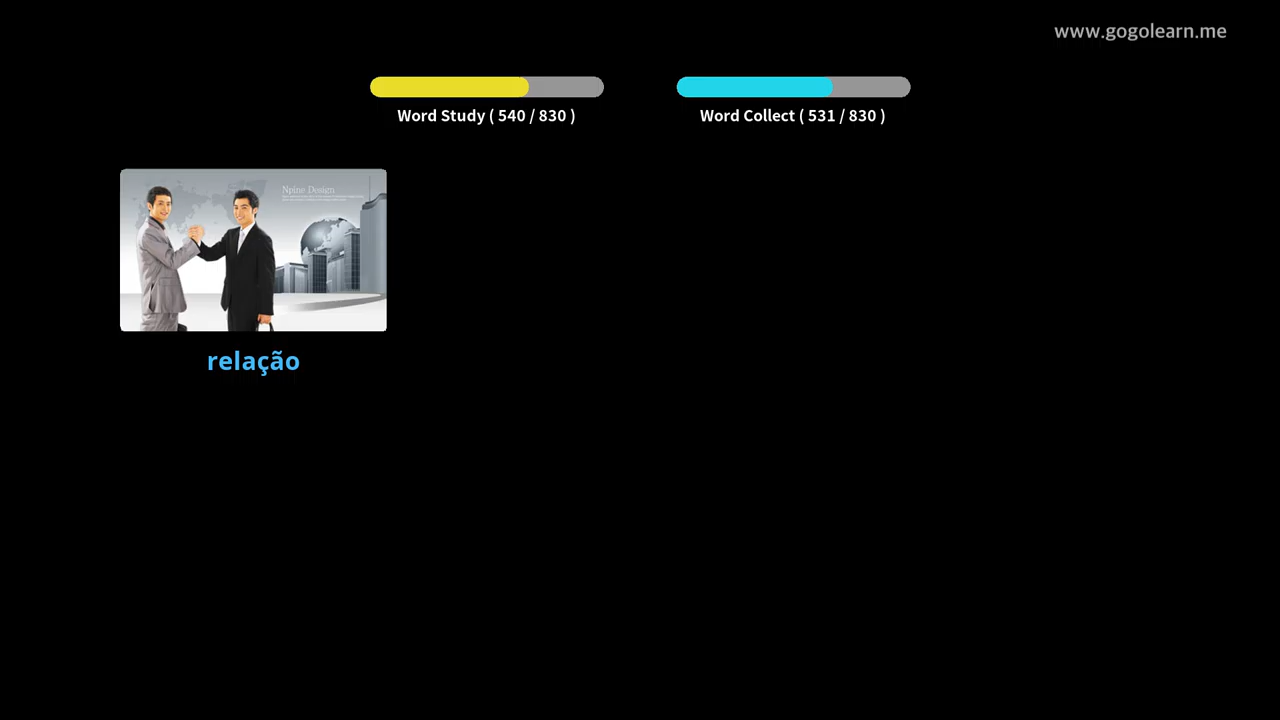 www.gogolearn.me
Word Study ( 540 / 830 )
Word Collect ( 531 / 830 )
Npine Design
relação